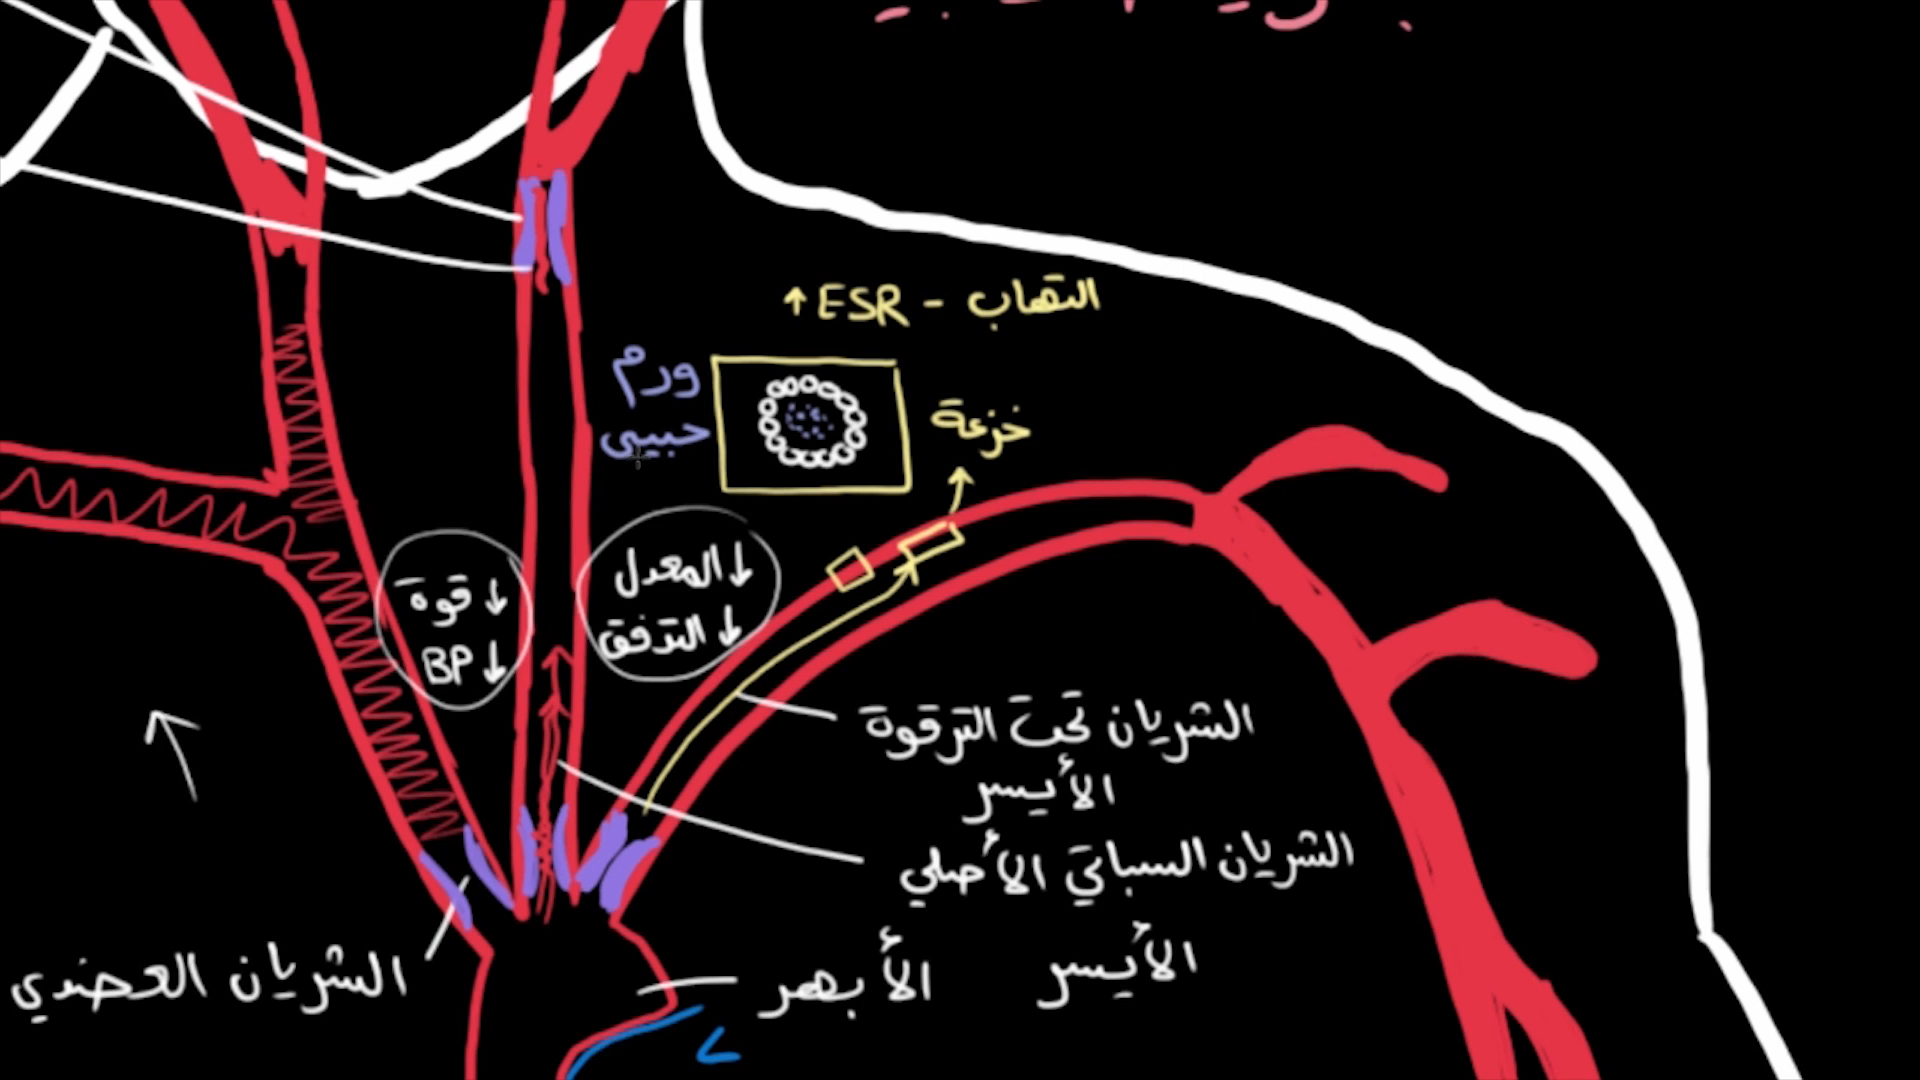 التهاب - ESR ↑
ورم
حبيبي
خزعة
↓ المعدل
↓ التدفق
↓ قوة
↓ BP
الشريان تحت الترقوة
الأيسر
الشريان السباتي الأصلي
الأيسر
الأبهر
الشريان العضدي